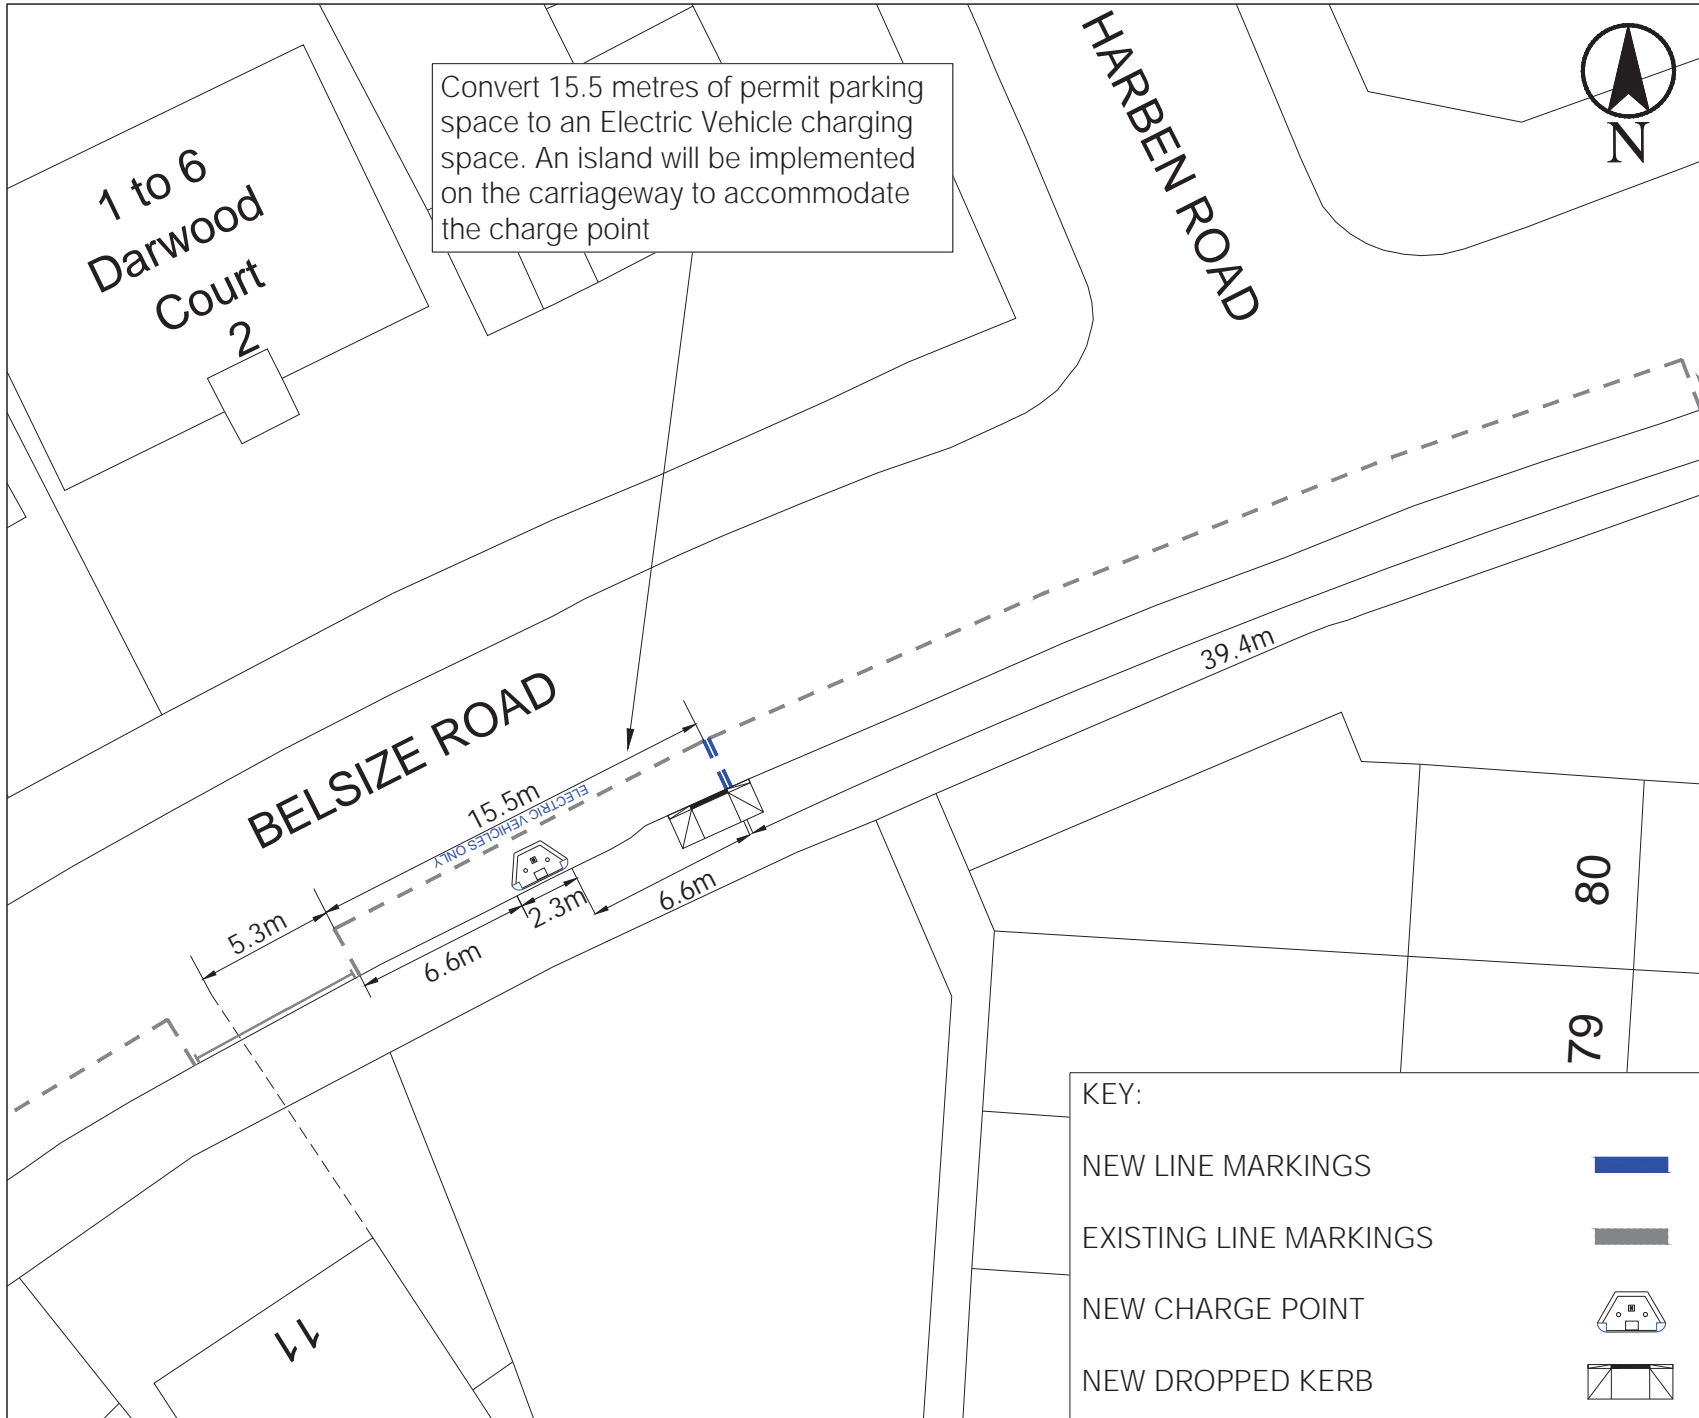 Convert 15.5 metres of permit parking
space to an Electric Vehicle charging
space. An island will be implemented
on the carriageway to accommodate
the charge point
HARBEN ROAD
N
1 to 6
Darwood
Court
2
BELSIZE ROAD
39.4m
15.5m
ELECTRIC VEHICLES ONLY
5.3m
6.6m
2.3m
6.6m
80
79
11
KEY:
NEW LINE MARKINGS
EXISTING LINE MARKINGS
NEW CHARGE POINT
NEW DROPPED KERB